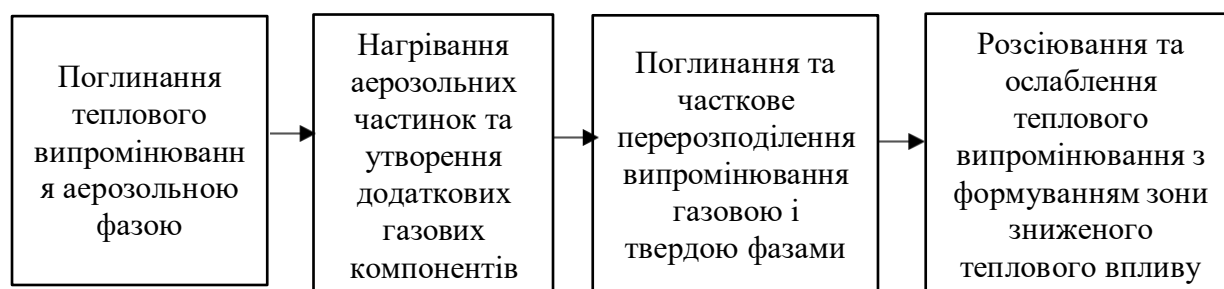 Поглинання
теплового
випромінюванн
я аерозольною
фазою
Нагрівання
аерозольних
частинок та
утворення
додаткових
газових
компонентів
Поглинання та
часткове
перерозподілення
випромінювання
газовою і
твердою фазами
Розсіювання та
ослаблення
теплового
випромінювання з
формуванням зони
зниженого
теплового впливу